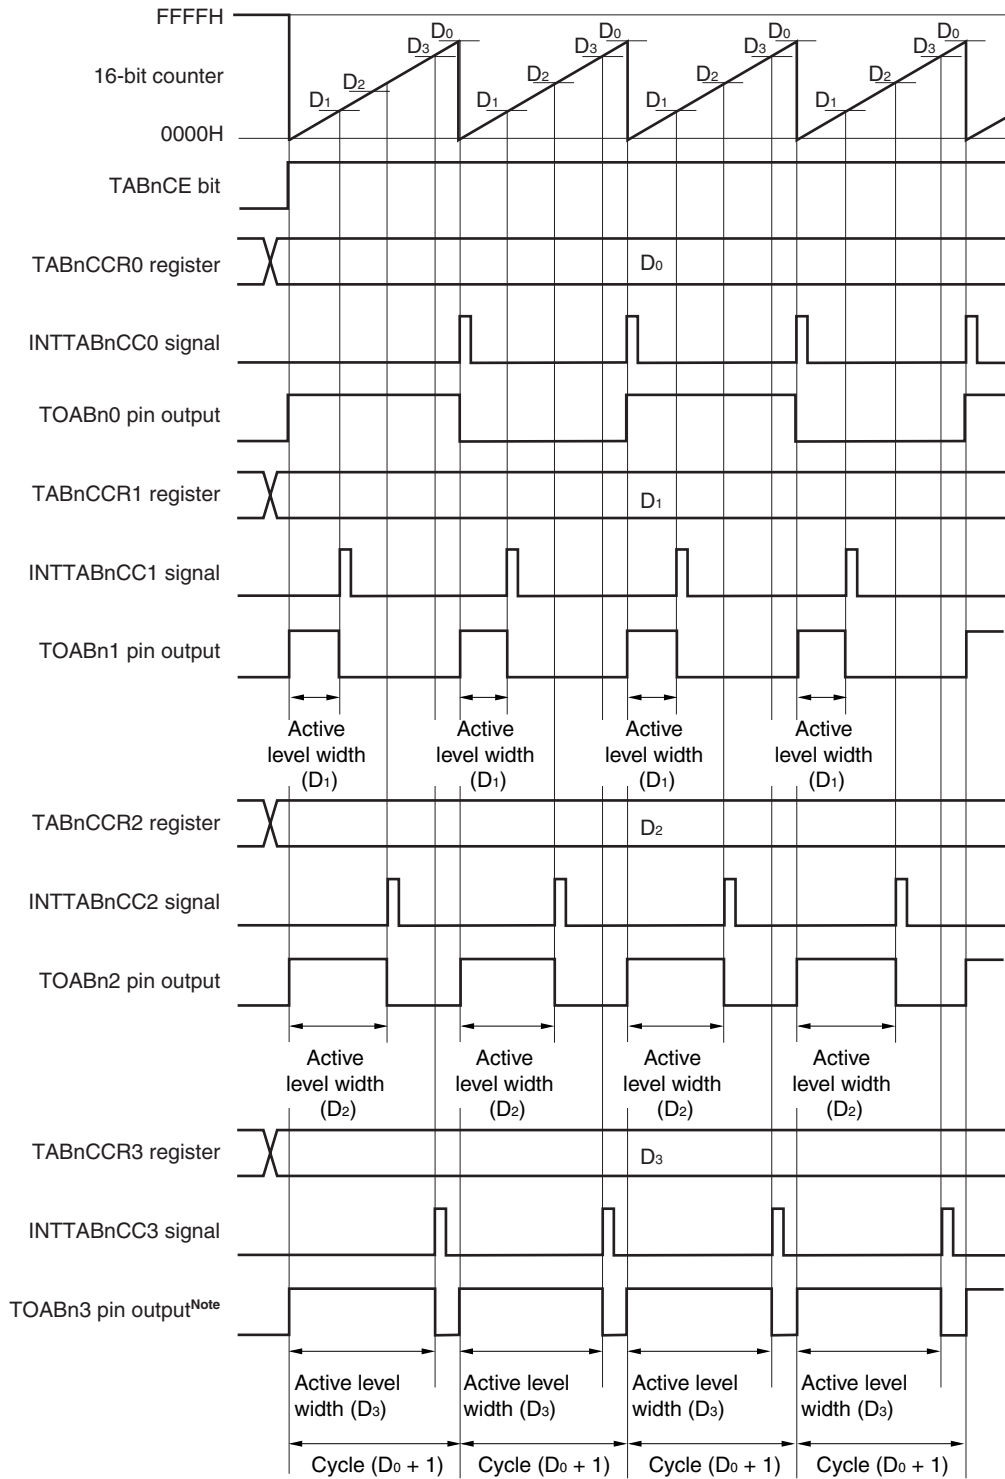 FFFFH
D0 D0 D0 D0
D3 D3 D3 D3
16-bit counter
D2 D2 D2 D2
D1 D1 D1 D1
0000H
TABnCE bit
TABnCCR0 register
D0
INTTABnCC0 signal
TOABn0 pin output
TABnCCR1 register
D1
INTTABnCC1 signal
TOABn1 pin output
Active Active Active Active
level width level width level width level width
(D1) (D1) (D1) (D1)
TABnCCR2 register
D2
INTTABnCC2 signal
TOABn2 pin output
Active Active Active Active
level width level width level width level width
(D2) (D2) (D2) (D2)
TABnCCR3 register
D3
INTTABnCC3 signal
TOABn3 pin outputNote
Active level Active level Active level Active level
width (D3) width (D3) width (D3) width (D3)
Cycle (D0 + 1) Cycle (D0 + 1) Cycle (D0 + 1) Cycle (D0 + 1)